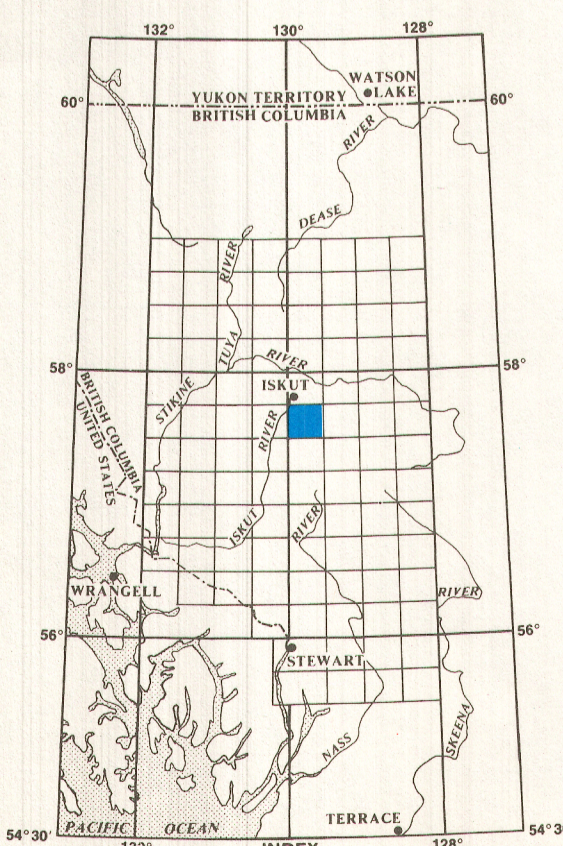 132° 130° 128°
WATSON
LAKE
60° 60°
YUKON TERRITORY
BRITISH COLUMBIA
RIVER
DEASE
RIVER
TUYA
RIVER
58° 58°
ISKUT
STIKINE
BRITISH COLUMBIA
UNITED STATES
RIVER
ISKUT
RIVER
WRANGELL
RIVER
56° 56°
STEWART
SKEENA
NASS
TERRACE
54°30' PACIFIC OCEAN 128°